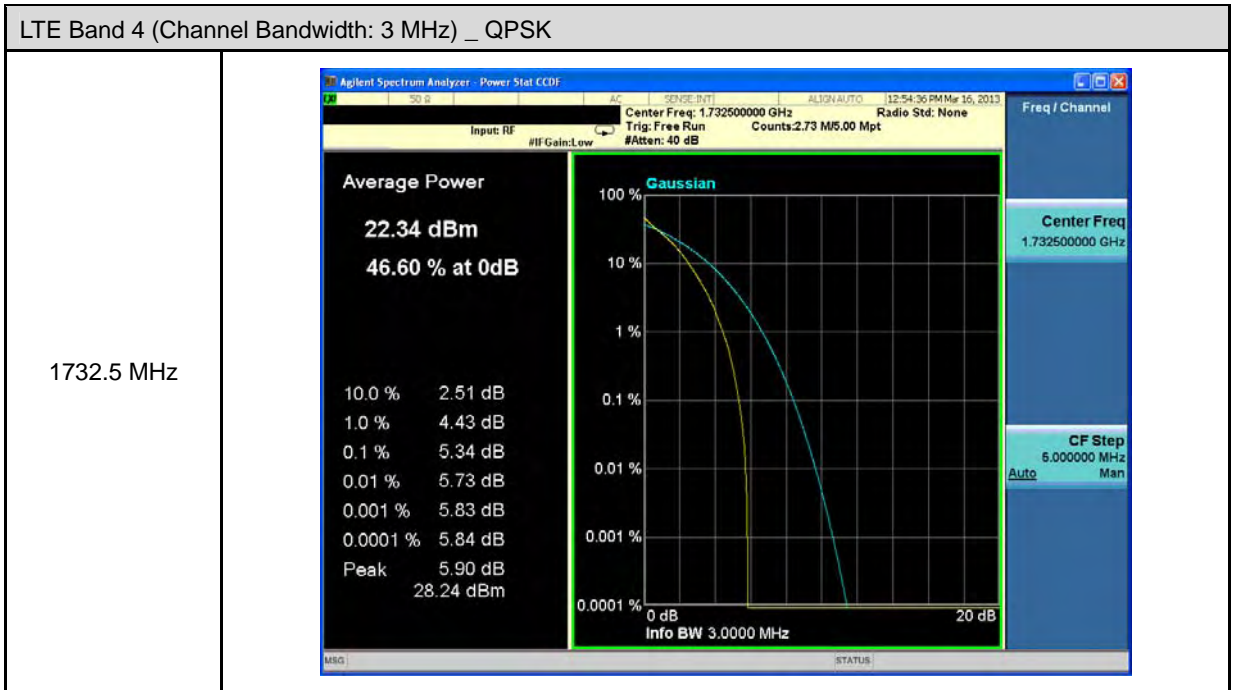 LTE Band 4 (Channel Bandwidth: 3 MHz) _ QPSK
1732.5 MHz
Agilent Spectrum Analyzer - Power Stat CCDF
50 Ω AC SENSE:INT ALIGNAUTO 12:54:36 PM Mar 16, 2013
Center Freq: 1.732500000 GHz Radio Std: None
Input: RF Trig: Free Run Counts:2.73 M/5.00 Mpt
#IFGain:Low #Atten: 40 dB
Average Power
22.34 dBm
46.60 % at 0dB
10.0 % 2.51 dB
1.0 % 4.43 dB
0.1 % 5.34 dB
0.01 % 5.73 dB
0.001 % 5.83 dB
0.0001 % 5.84 dB
Peak 5.90 dB
28.24 dBm
Gaussian
100 %
10 %
1 %
0.1 %
0.01 %
0.001 %
0.0001 %
0 dB 20 dB
Info BW 3.0000 MHz
Freq / Channel
Center Freq
1.732500000 GHz
CF Step
5.000000 MHz
Auto Man
MSG STATUS